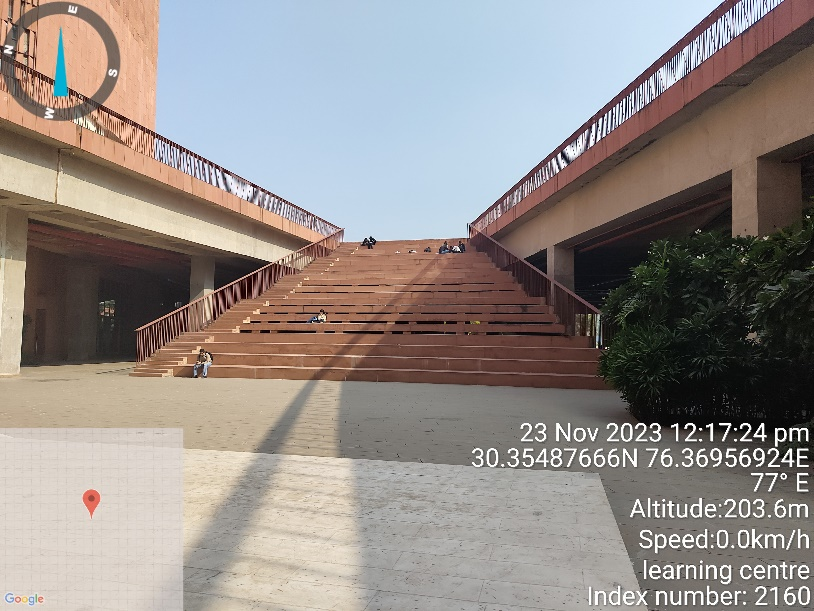 N
E
S
W
23 Nov 2023 12:17:24 pm
30.35487666N 76.36956924E
77° E
Altitude:203.6m
Speed:0.0km/h
learning centre
Index number: 2160
Google